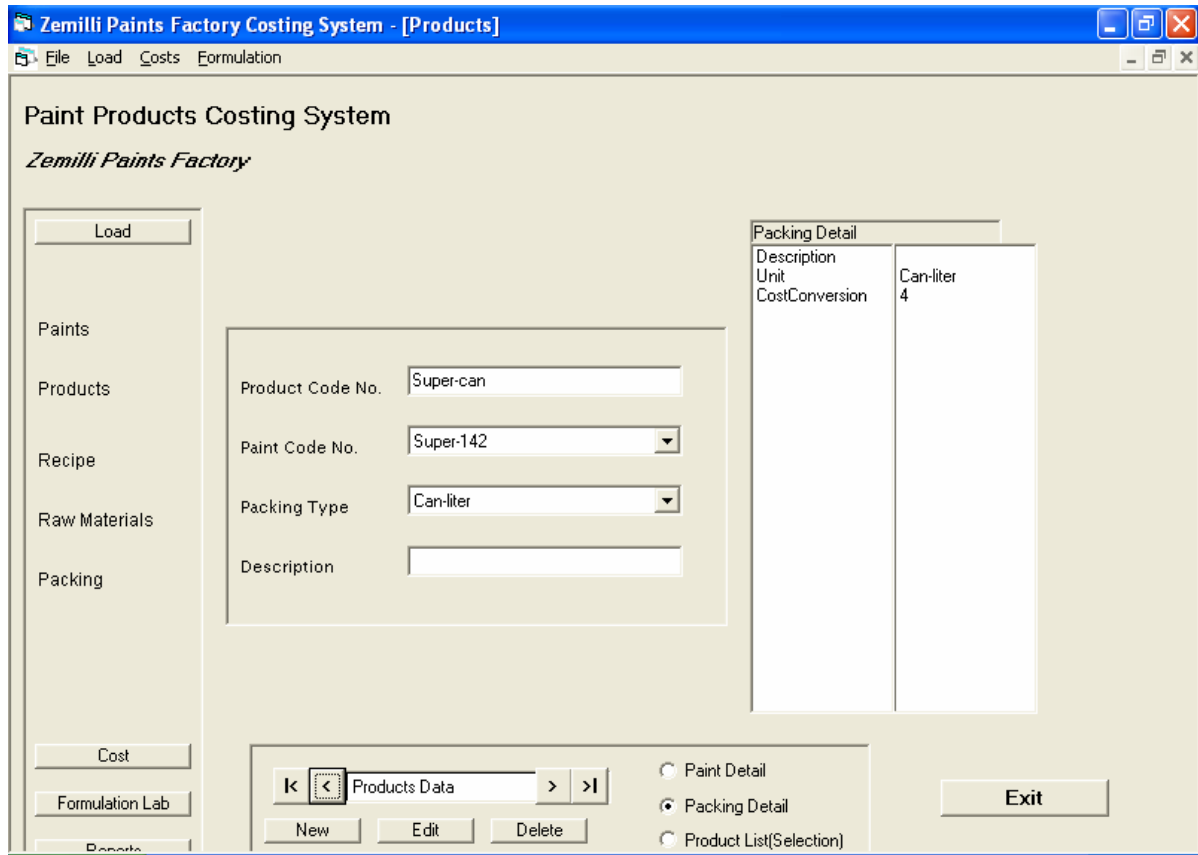 Zemilli Paints Factory Costing System - [Products]
File Load Costs Formulation
Paint Products Costing System
Zemilli Paints Factory
Load
Paints
Products
Recipe
Raw Materials
Packing
Cost
Formulation Lab
Reports
Product Code No. Super-can
Paint Code No. Super-142
Packing Type Can-liter
Description
Packing Detail
Description
Unit Can-liter
CostConversion 4
Products Data
New Edit Delete
Paint Detail
Packing Detail
Product List(Selection)
Exit